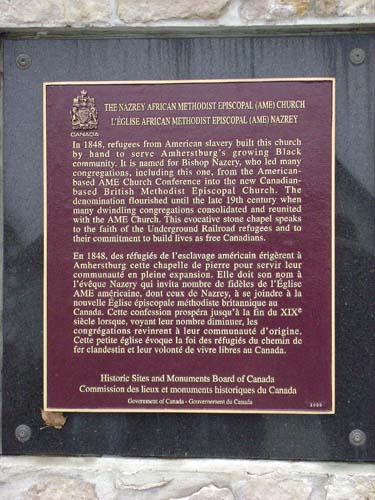 CANADA
THE NAZREY AFRICAN METHODIST EPISCOPAL (AME) CHURCH
L'ÉGLISE AFRICAN METHODIST EPISCOPAL (AME) NAZREY
In 1848, refugees from American slavery built this
church by hand to serve Amherstburg's growing Black
community. It is named for Bishop Nazery, who led many
congregations, including this one, from the American-
based AME Church Conference into the new Canadian-
based British Methodist Episcopal Church. The
denomination flourished until the late 19th century when
many dwindling congregations consolidated and reunited
with the AME Church. This evocative stone chapel speaks
to the faith of the Underground Railroad refugees and to
their commitment to build lives as free Canadians.
En 1848, des réfugiés de l'esclavage américain érigèrent à
Amherstburg cette chapelle de pierre pour servir leur
communauté en pleine expansion. Elle doit son nom à
l'évêque Nazery qui invita nombre de fidèles de l'Église
AME américaine, dont ceux de Nazrey, à se joindre à la
nouvelle Église épiscopale méthodiste britannique au
Canada. Cette confession prospéra jusqu'à la fin du XIXe
siècle lorsque, voyant leur nombre diminuer, les
congrégations revinrent à leur communauté d'origine.
Cette petite église évoque la foi des réfugiés du chemin de
fer clandestin et leur volonté de vivre libres au Canada.
Historic Sites and Monuments Board of Canada
Commission des lieux et monuments historiques du Canada
Government of Canada - Gouvernement du Canada